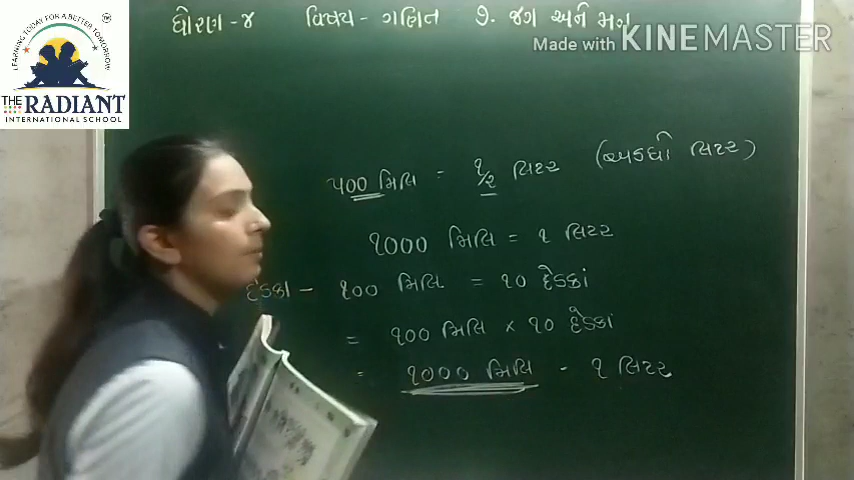 LEARNING TODAY FOR A BETTER TOMORROW
THE RADIANT
INTERNATIONAL SCHOOL
ધોરણ - ૪ વિષય - ગણિત ૭. જગ અને મગ
Made with KINEMASTER
૫૦૦ મિલિ = ૧/૨ લિટર (અડધી લિટર)
૧૦૦૦ મિલિ = ૧ લિટર
દેડકા - ૧૦૦ મિલિ = ૧૦ દેડકાં
= ૧૦૦ મિલિ × ૧૦ દેડકાં
= ૧૦૦૦ મિલિ - ૧ લિટર